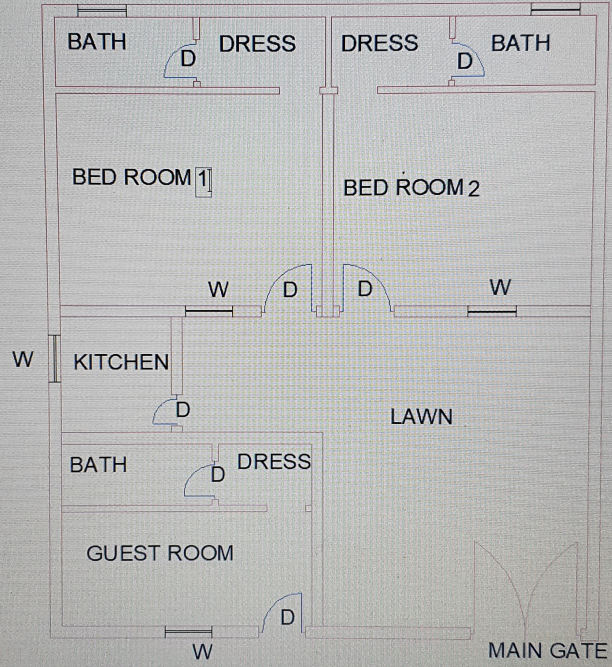 BATH
DRESS
DRESS
BATH
D
D
BED ROOM 1
BED ROOM 2
W
D
D
W
W
KITCHEN
D
LAWN
BATH
D
DRESS
GUEST ROOM
D
W
MAIN GATE